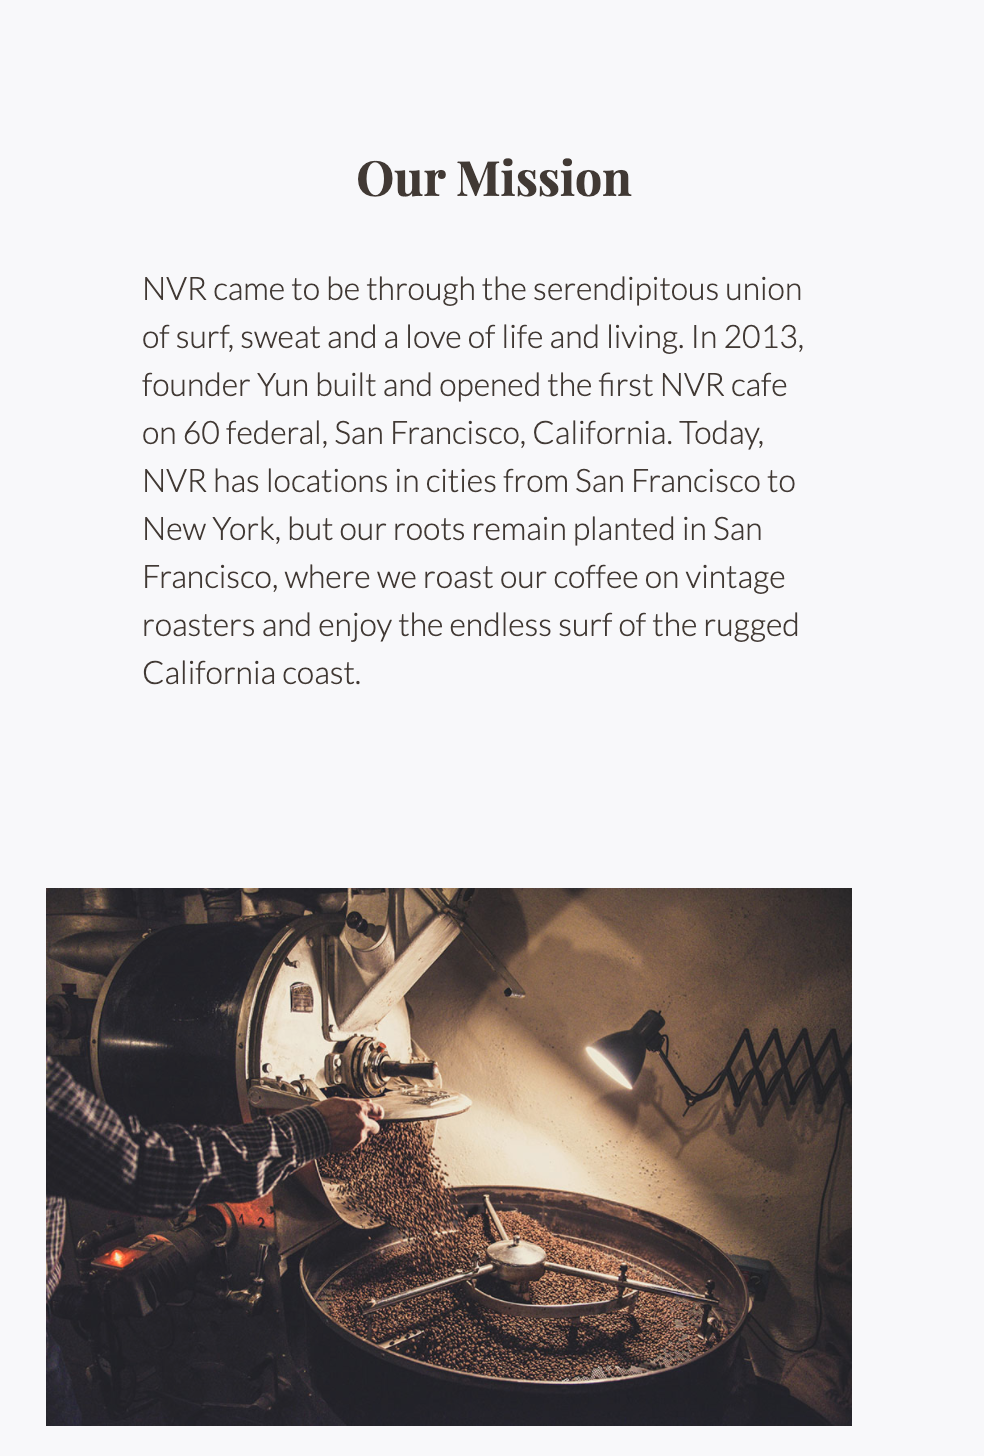 Our Mission
NVR came to be through the serendipitous union
of surf, sweat and a love of life and living. In 2013,
founder Yun built and opened the first NVR cafe
on 60 federal, San Francisco, California. Today,
NVR has locations in cities from San Francisco to
New York, but our roots remain planted in San
Francisco, where we roast our coffee on vintage
roasters and enjoy the endless surf of the rugged
California coast.
1 2